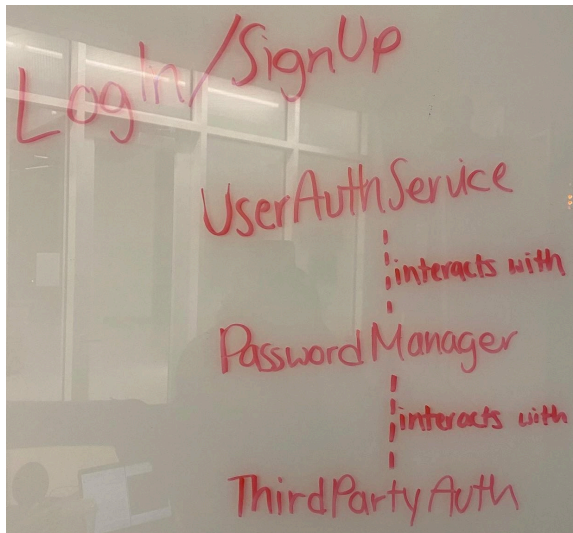 LogIn/SignUp
UserAuthService
interacts with
PasswordManager
interacts with
ThirdPartyAuth